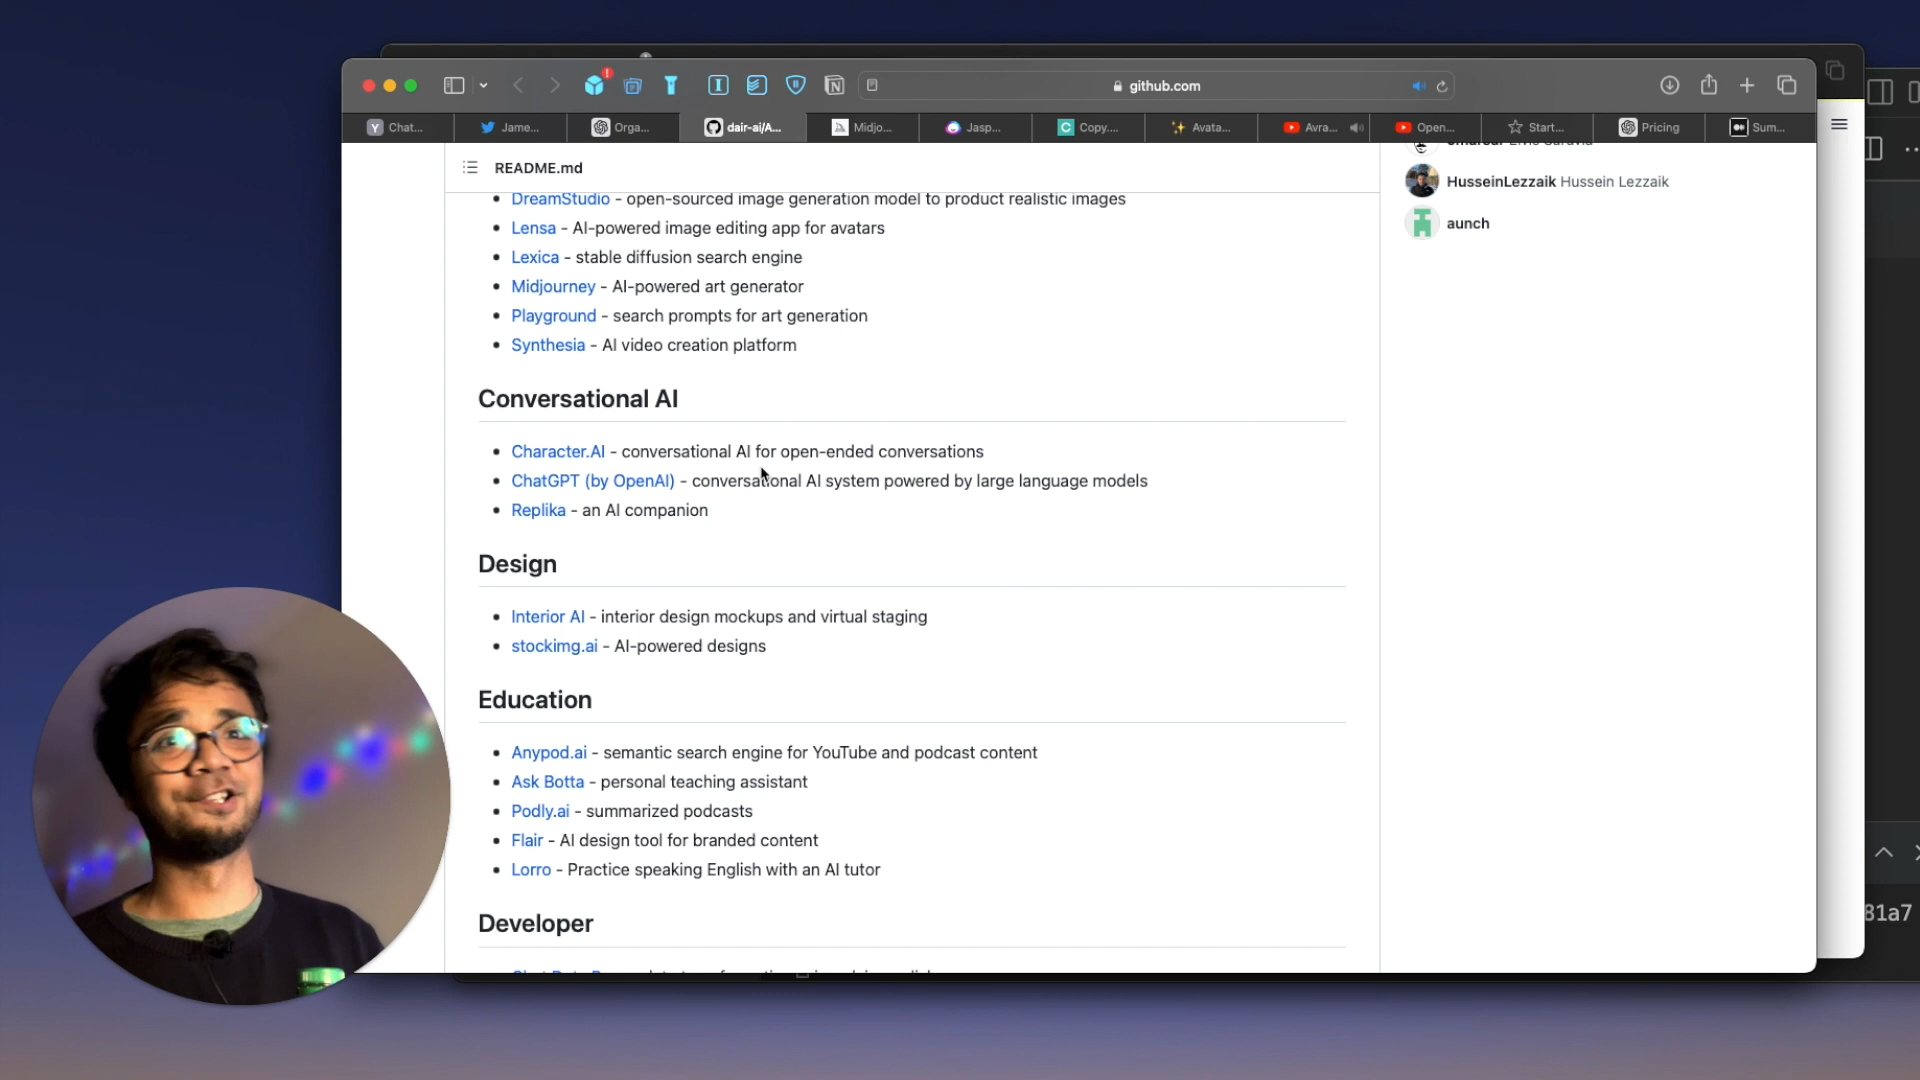 github.com
Chat...
Jame...
Orga...
dair-ai/A...
Midjo...
Jasp...
Copy....
Avata...
Avra...
Open...
Start...
Pricing
Sum...
README.md
HusseinLezzaik Hussein Lezzaik
aunch
DreamStudio - open-sourced image generation model to product realistic images
Lensa - AI-powered image editing app for avatars
Lexica - stable diffusion search engine
Midjourney - AI-powered art generator
Playground - search prompts for art generation
Synthesia - AI video creation platform
Conversational AI
Character.AI - conversational AI for open-ended conversations
ChatGPT (by OpenAI) - conversational AI system powered by large language models
Replika - an AI companion
Design
Interior AI - interior design mockups and virtual staging
stockimg.ai - AI-powered designs
Education
Anypod.ai - semantic search engine for YouTube and podcast content
Ask Botta - personal teaching assistant
Podly.ai - summarized podcasts
Flair - AI design tool for branded content
Lorro - Practice speaking English with an AI tutor
Developer
81a7